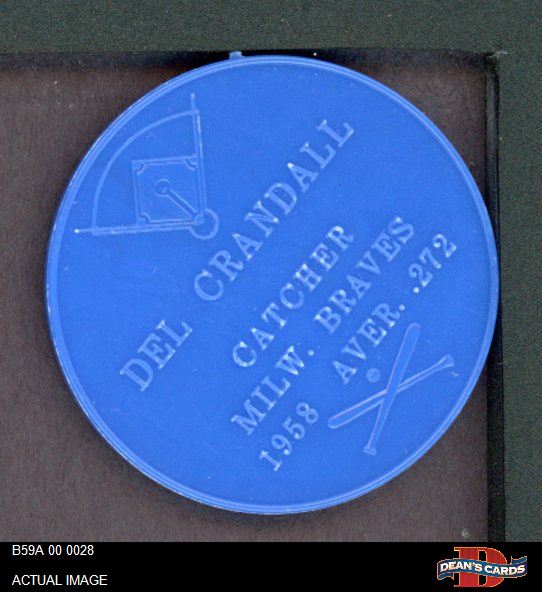 DEL CRANDALL
CATCHER
MILW. BRAVES
1958 AVER. .272
B59A 00 0028
ACTUAL IMAGE
D
DEAN'S CARDS